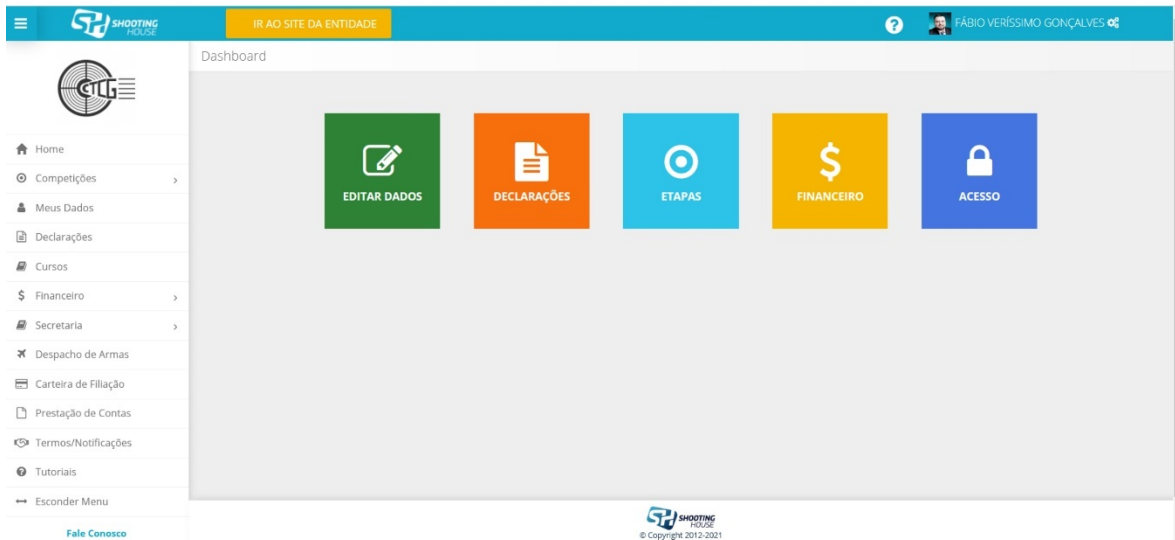 SHOOTING
HOUSE
IR AO SITE DA ENTIDADE
FÁBIO VERÍSSIMO GONÇALVES
Dashboard
CTLG
Home
Competições
Meus Dados
Declarações
Cursos
Financeiro
Secretaria
Despacho de Armas
Carteira de Filiação
Prestação de Contas
Termos/Notificações
Tutoriais
Esconder Menu
Fale Conosco
EDITAR DADOS
DECLARAÇÕES
ETAPAS
FINANCEIRO
ACESSO
SHOOTING
HOUSE
© Copyright 2012-2021